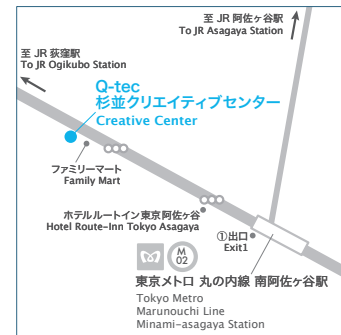 至 JR 阿佐ヶ谷駅
To JR Asagaya Station
至 JR 荻窪駅
To JR Ogikubo Station
Q-tec
杉並クリエイティブセンター
Creative Center
ファミリーマート
Family Mart
ホテルルートイン東京阿佐ヶ谷
Hotel Route-Inn Tokyo Asagaya
①出口
Exit1
M
02
東京メトロ 丸の内線 南阿佐ヶ谷駅
Tokyo Metro
Marunouchi Line
Minami-asagaya Station